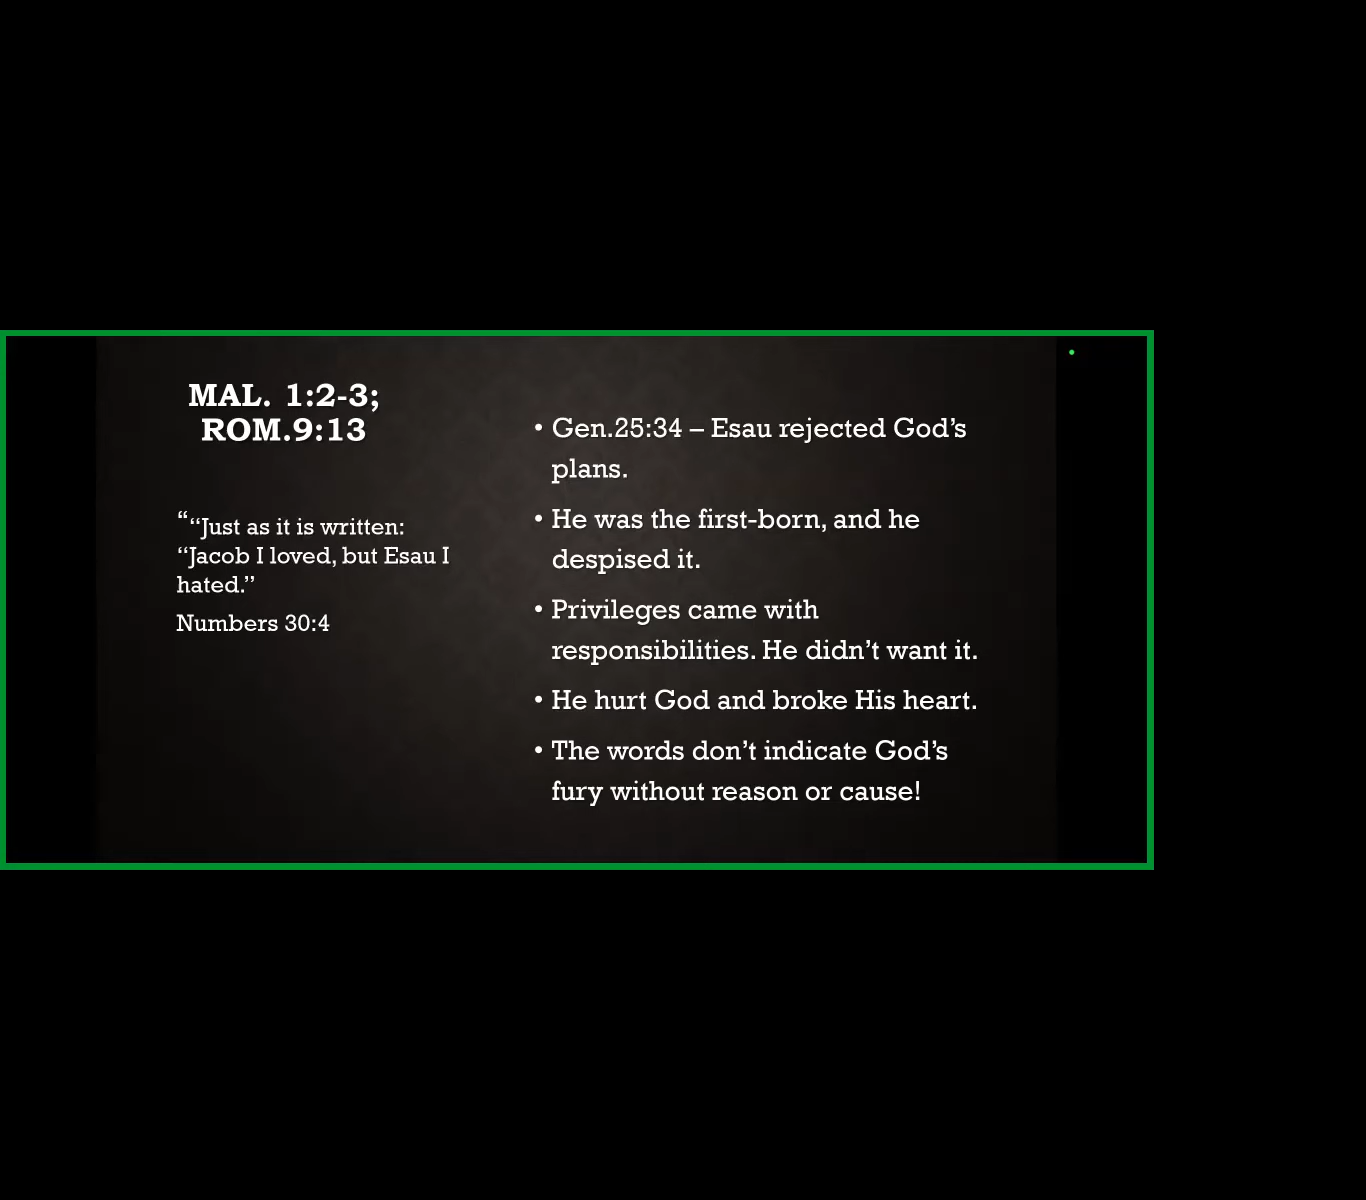 MAL. 1:2-3;
ROM.9:13
““Just as it is written:
“Jacob I loved, but Esau I
hated.”
Numbers 30:4
• Gen.25:34 – Esau rejected God’s
plans.
• He was the first-born, and he
despised it.
• Privileges came with
responsibilities. He didn’t want it.
• He hurt God and broke His heart.
• The words don’t indicate God’s
fury without reason or cause!